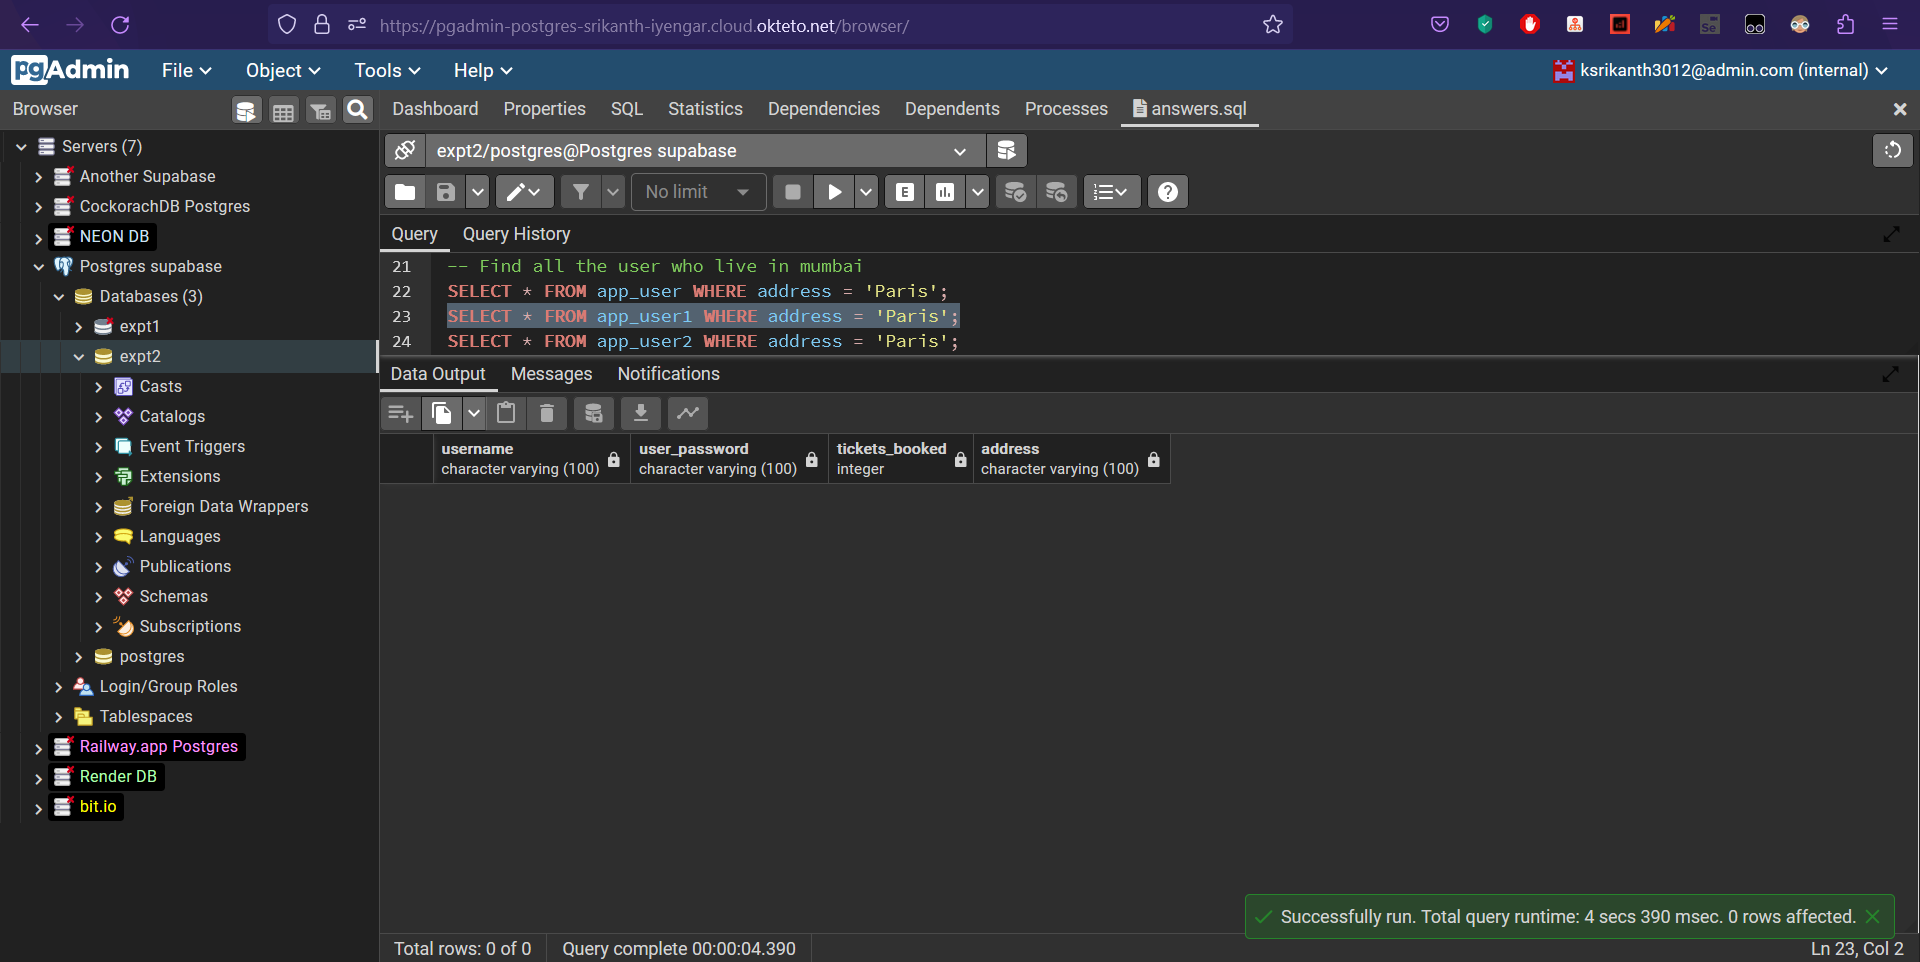 https://pgadmin-postgres-srikanth-iyengar.cloud.okteto.net/browser/
pgAdmin File Object Tools Help ksrikanth3012@admin.com (internal)
Browser
Dashboard Properties SQL Statistics Dependencies Dependents Processes answers.sql
Servers (7)
Another Supabase
CockorachDB Postgres
NEON DB
Postgres supabase
Databases (3)
expt1
expt2
Casts
Catalogs
Event Triggers
Extensions
Foreign Data Wrappers
Languages
Publications
Schemas
Subscriptions
postgres
Login/Group Roles
Tablespaces
Railway.app Postgres
Render DB
bit.io
expt2/postgres@Postgres supabase
No limit E
Query Query History
21 -- Find all the user who live in mumbai
22 SELECT * FROM app_user WHERE address = 'Paris';
23 SELECT * FROM app_user1 WHERE address = 'Paris';
24 SELECT * FROM app_user2 WHERE address = 'Paris';
Data Output Messages Notifications
username user_password tickets_booked address
character varying (100) character varying (100) integer character varying (100)
Successfully run. Total query runtime: 4 secs 390 msec. 0 rows affected.
Total rows: 0 of 0 Query complete 00:00:04.390 Ln 23, Col 2